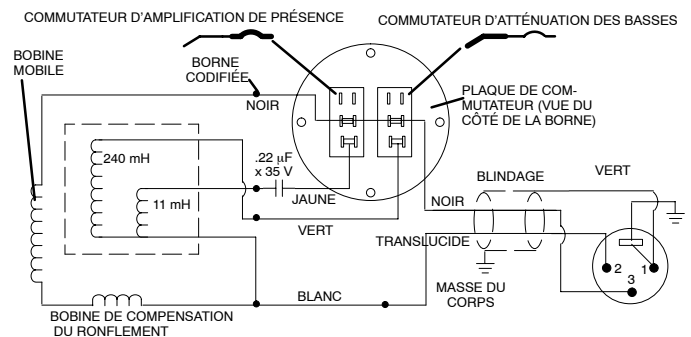 COMMUTATEUR D'AMPLIFICATION DE PRÉSENCE
COMMUTATEUR D'ATTÉNUATION DES BASSES
BOBINE
MOBILE
BORNE
CODIFIÉE
NOIR
PLAQUE DE COM-
MUTATEUR (VUE DU
CÔTÉ DE LA BORNE)
240 mH
.22 µF
x 35 V
11 mH
JAUNE
VERT
BLINDAGE
VERT
NOIR
TRANSLUCIDE
2
1
3
MASSE DU
CORPS
BLANC
BOBINE DE COMPENSATION
DU RONFLEMENT